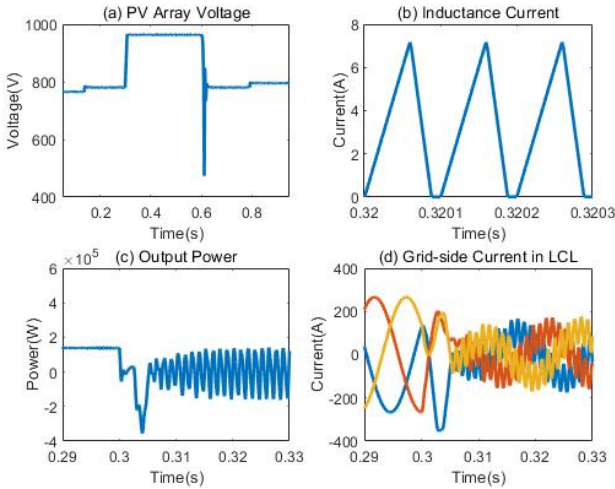 (a) PV Array Voltage
1000
800
600
400
Voltage(V)
0.2 0.4 0.6 0.8
Time(s)
(b) Inductance Current
8
6
4
2
0
Current(A)
0.32 0.3201 0.3202 0.3203
Time(s)
(c) Output Power
×10⁵
6
4
2
0
-2
-4
Power(W)
0.29 0.3 0.31 0.32 0.33
Time(s)
(d) Grid-side Current in LCL
400
200
0
-200
-400
Current(A)
0.29 0.3 0.31 0.32 0.33
Time(s)